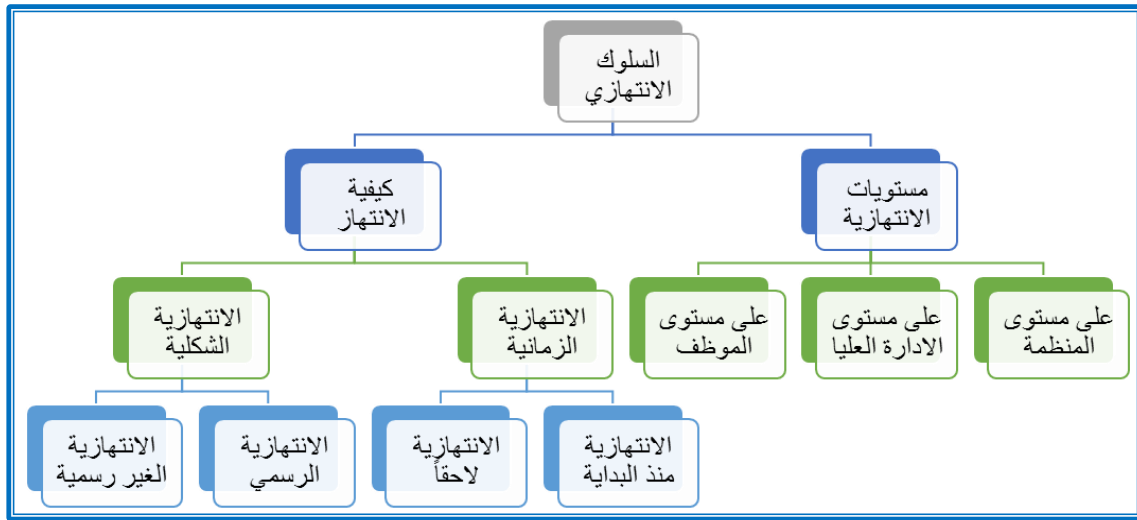 السلوك
الانتهازي
مستويات
الانتهازية
كيفية
الانتهاز
على مستوى
المنظمة
على مستوى
الادارة العليا
على مستوى
الموظف
الانتهازية
الزمانية
الانتهازية
الشكلية
الانتهازية
منذ البداية
الانتهازية
لاحقاً
الانتهازية
الرسمي
الانتهازية
الغير رسمية